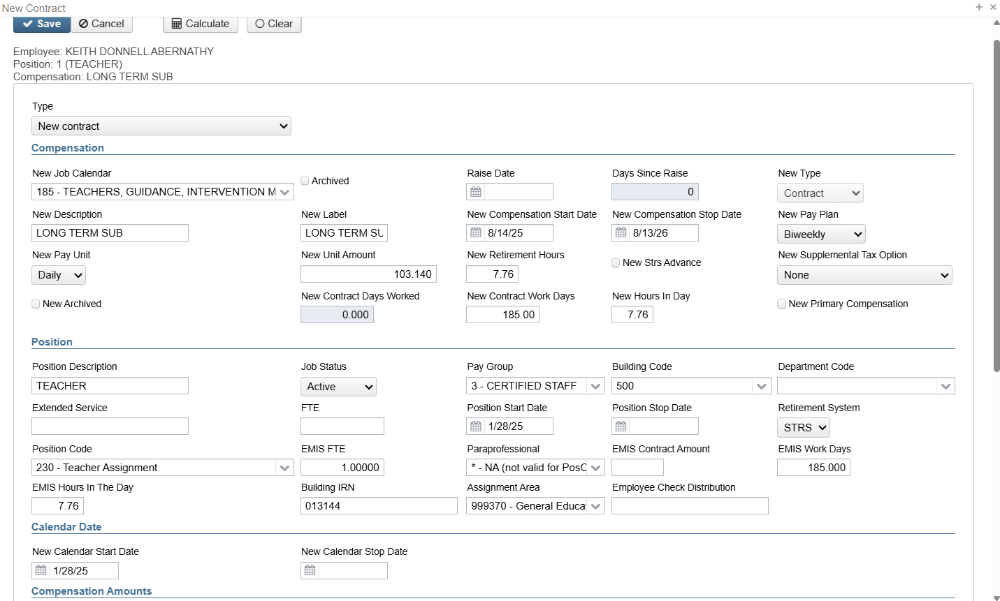 New Contract
Save Cancel Calculate Clear
Employee: KEITH DONNELL ABERNATHY
Position: 1 (TEACHER)
Compensation: LONG TERM SUB
Type
New contract
Compensation
New Job Calendar Archived Raise Date Days Since Raise New Type
185 - TEACHERS, GUIDANCE, INTERVENTION M 0 Contract
New Description New Label New Compensation Start Date New Compensation Stop Date New Pay Plan
LONG TERM SUB LONG TERM SU 8/14/25 8/13/26 Biweekly
New Pay Unit New Unit Amount New Retirement Hours New Strs Advance New Supplemental Tax Option
Daily 103.140 7.76 None
New Archived New Contract Days Worked New Contract Work Days New Hours In Day New Primary Compensation
0.000 185.00 7.76
Position
Position Description Job Status Pay Group Building Code Department Code
TEACHER Active 3 - CERTIFIED STAFF 500
Extended Service FTE Position Start Date Position Stop Date Retirement System
1/28/25 STRS
Position Code EMIS FTE Paraprofessional EMIS Contract Amount EMIS Work Days
230 - Teacher Assignment 1.00000 * - NA (not valid for PosC 185.000
EMIS Hours In The Day Building IRN Assignment Area Employee Check Distribution
7.76 013144 999370 - General Educat
Calendar Date
New Calendar Start Date New Calendar Stop Date
1/28/25
Compensation Amounts